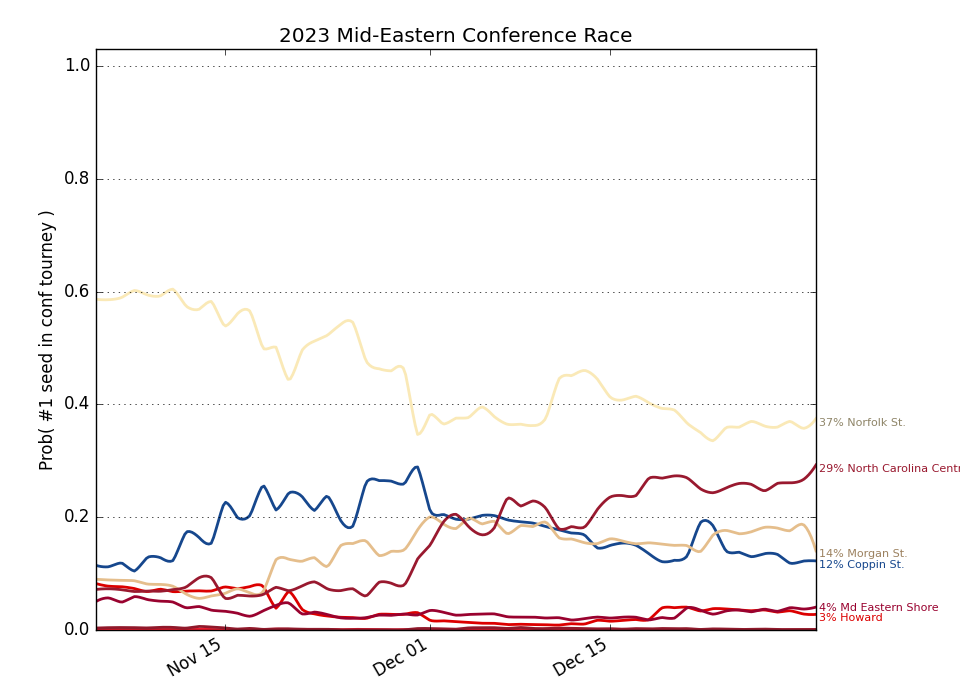 2023 Mid-Eastern Conference Race
Prob( #1 seed in conf tourney )
1.0
0.8
0.6
0.4
0.2
0.0
Nov 15
Dec 01
Dec 15
37% Norfolk St.
29% North Carolina Centr
14% Morgan St.
12% Coppin St.
4% Md Eastern Shore
3% Howard